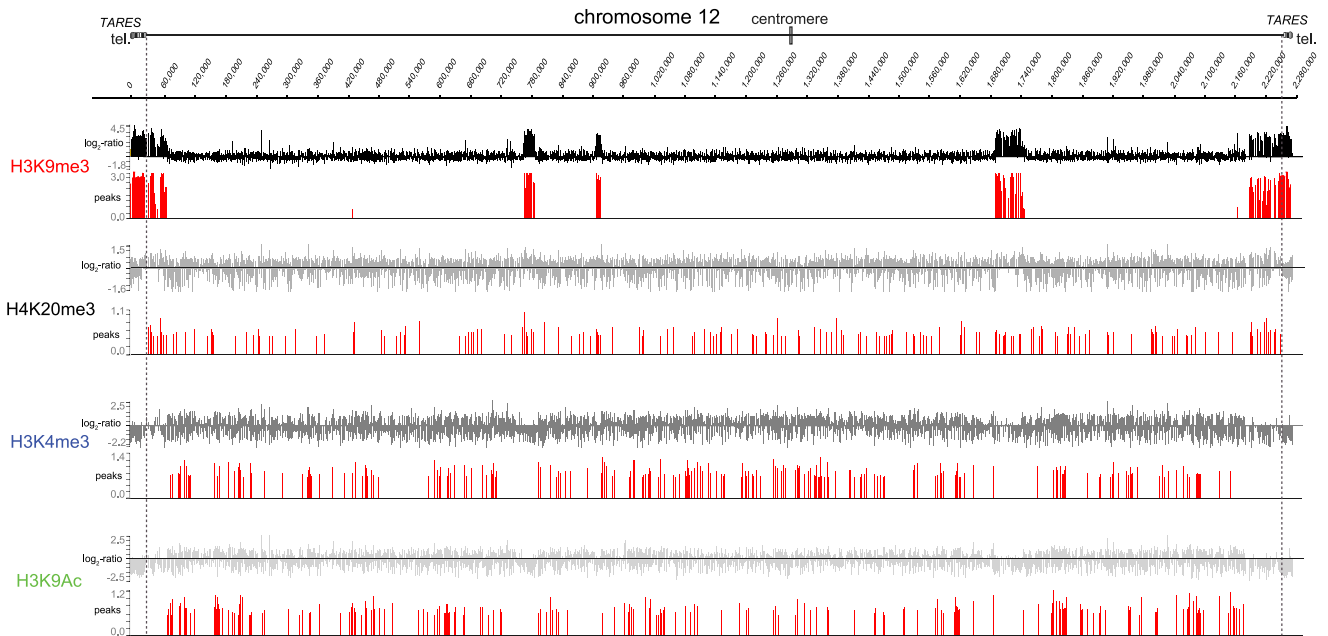 chromosome 12
TARES centromere TARES
tel. tel.
0 60,000 120,000 180,000 240,000 300,000 360,000 420,000 480,000 540,000 600,000 660,000 720,000 780,000 840,000 900,000 960,000 1,020,000 1,080,000 1,140,000 1,200,000 1,260,000 1,320,000 1,380,000 1,440,000 1,500,000 1,560,000 1,620,000 1,680,000 1,740,000 1,800,000 1,860,000 1,920,000 1,980,000 2,040,000 2,100,000 2,160,000 2,220,000 2,280,000
4.5
log2-ratio
-1.8
H3K9me3
3.0
peaks
0.0
1.5
log2-ratio
-1.6
H4K20me3
1.1
peaks
0.0
2.5
log2-ratio
-2.2
H3K4me3
1.4
peaks
0.0
2.5
log2-ratio
-2.5
H3K9Ac
1.2
peaks
0.0